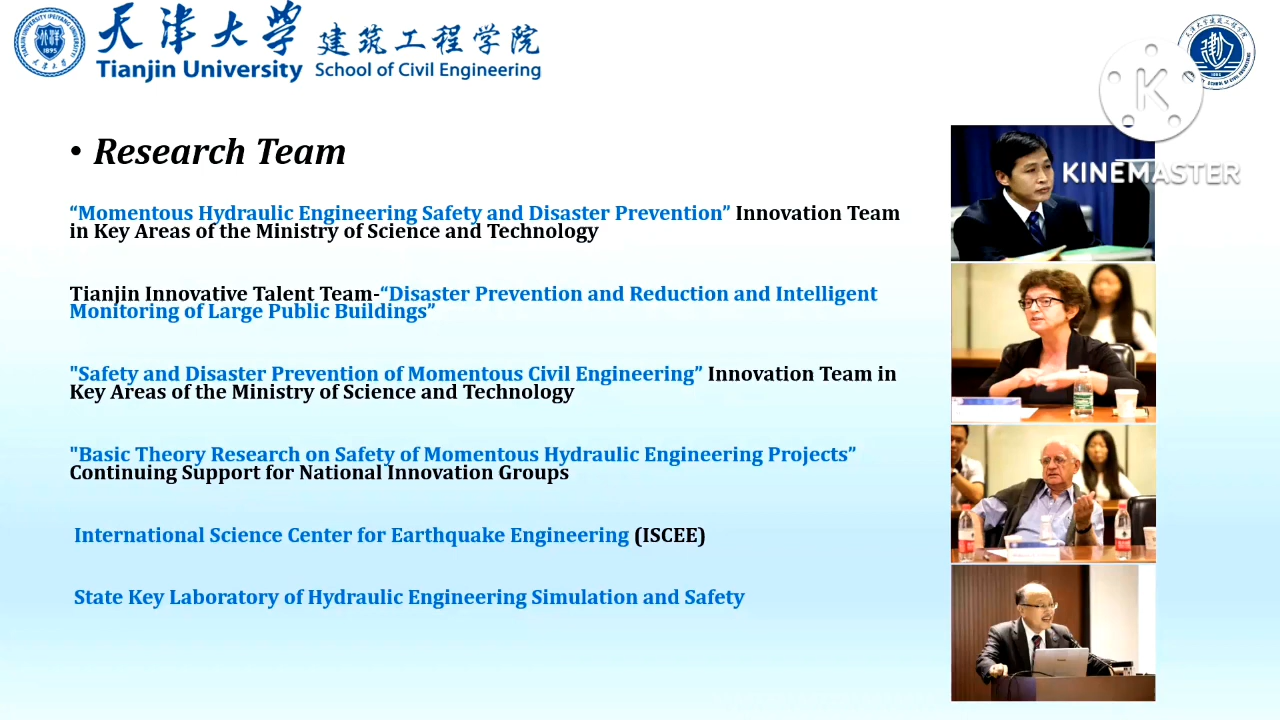 天津大学 建筑工程学院
Tianjin University School of Civil Engineering
KINEMASTER
• Research Team
“Momentous Hydraulic Engineering Safety and Disaster Prevention” Innovation Team
in Key Areas of the Ministry of Science and Technology
Tianjin Innovative Talent Team-“Disaster Prevention and Reduction and Intelligent
Monitoring of Large Public Buildings”
"Safety and Disaster Prevention of Momentous Civil Engineering” Innovation Team in
Key Areas of the Ministry of Science and Technology
"Basic Theory Research on Safety of Momentous Hydraulic Engineering Projects”
Continuing Support for National Innovation Groups
International Science Center for Earthquake Engineering (ISCEE)
State Key Laboratory of Hydraulic Engineering Simulation and Safety